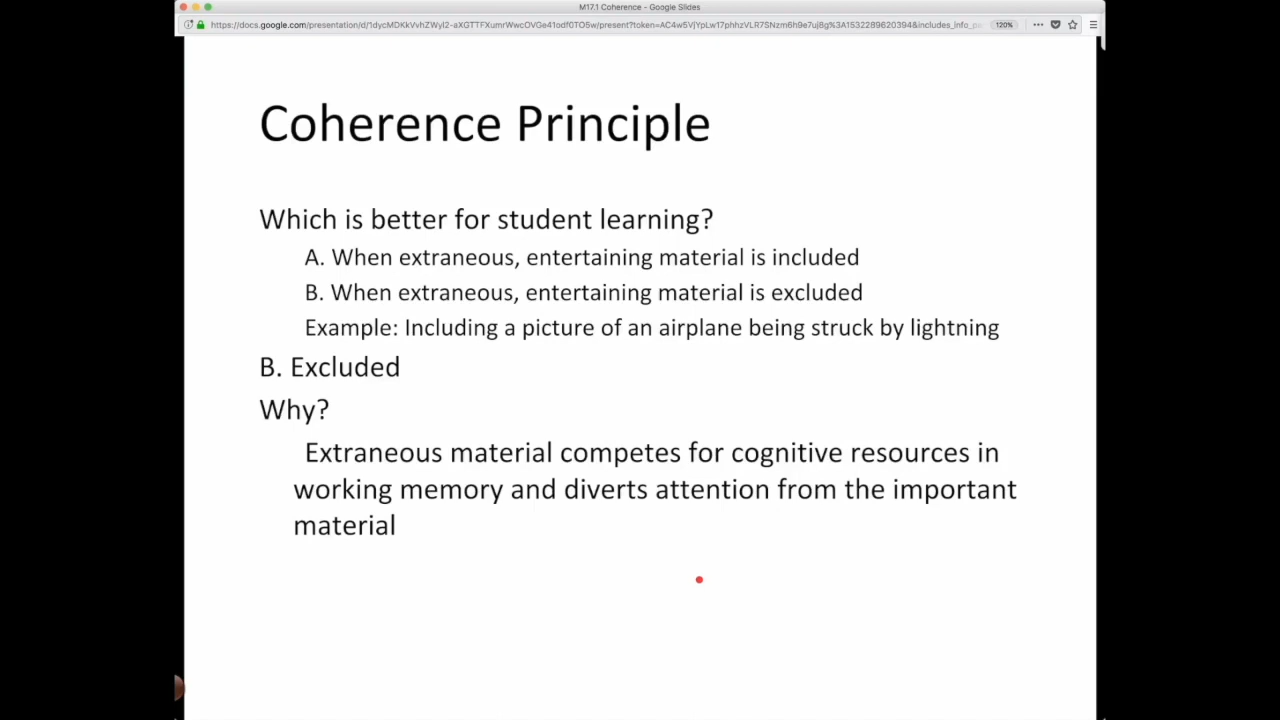 M17.1 Coherence - Google Slides
120%
Coherence Principle
Which is better for student learning?
A. When extraneous, entertaining material is included
B. When extraneous, entertaining material is excluded
Example: Including a picture of an airplane being struck by lightning
B. Excluded
Why?
Extraneous material competes for cognitive resources in
working memory and diverts attention from the important
material